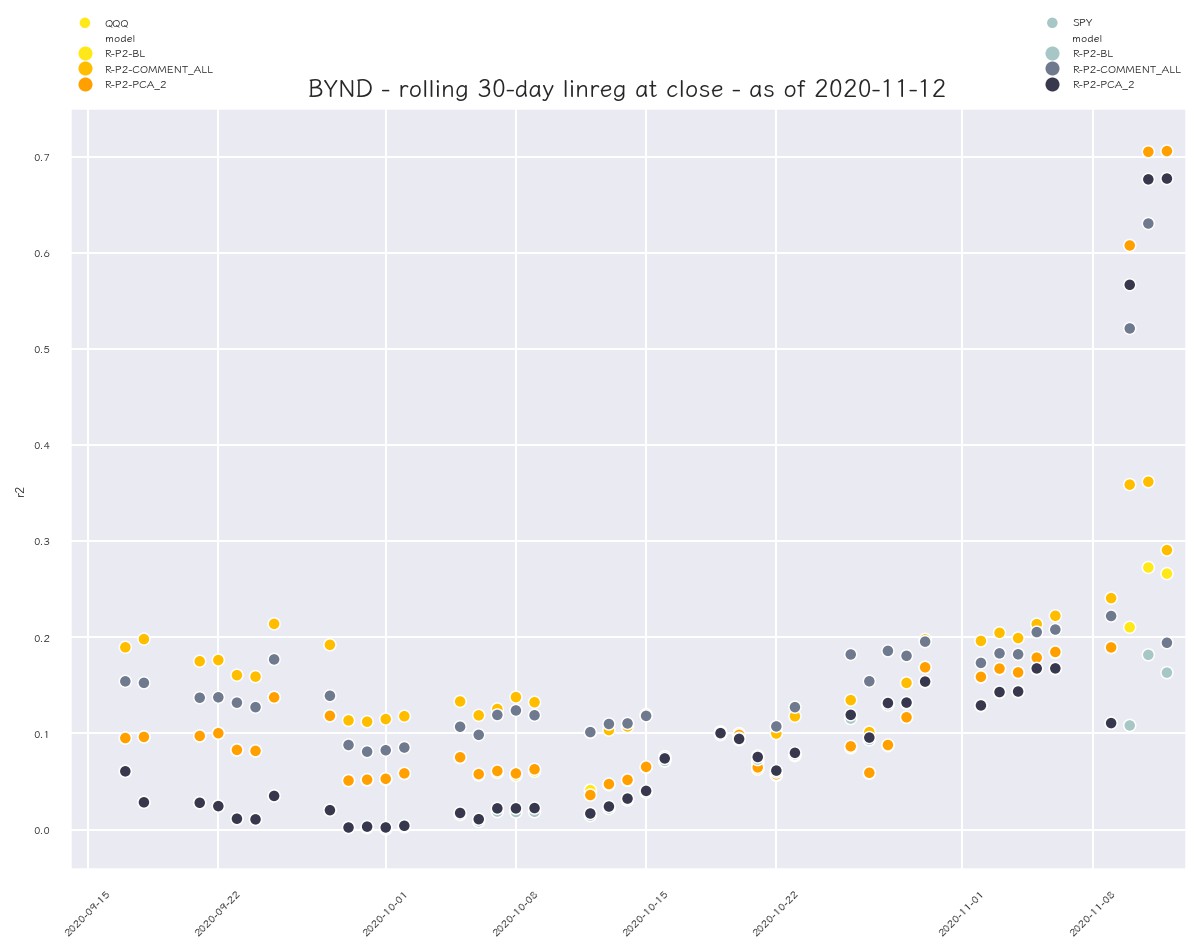 QQQ
model
R-P2-BL
R-P2-COMMENT_ALL
R-P2-PCA_2
SPY
model
R-P2-BL
R-P2-COMMENT_ALL
R-P2-PCA_2
BYND - rolling 30-day linreg at close - as of 2020-11-12
0.7
0.6
0.5
0.4
0.3
0.2
0.1
0.0
r2
2020-09-15
2020-09-22
2020-10-01
2020-10-08
2020-10-15
2020-10-22
2020-11-01
2020-11-08